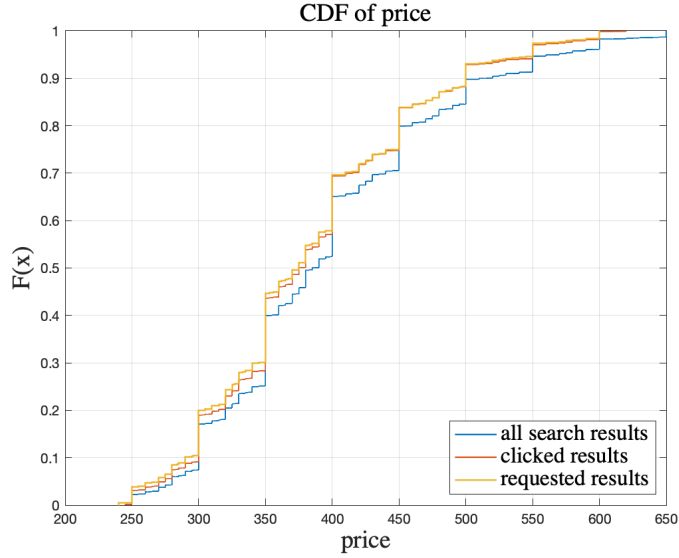 CDF of price
F(x)
1
0.9
0.8
0.7
0.6
0.5
0.4
0.3
0.2
0.1
0
200 250 300 350 400 450 500 550 600 650
price
all search results
clicked results
requested results